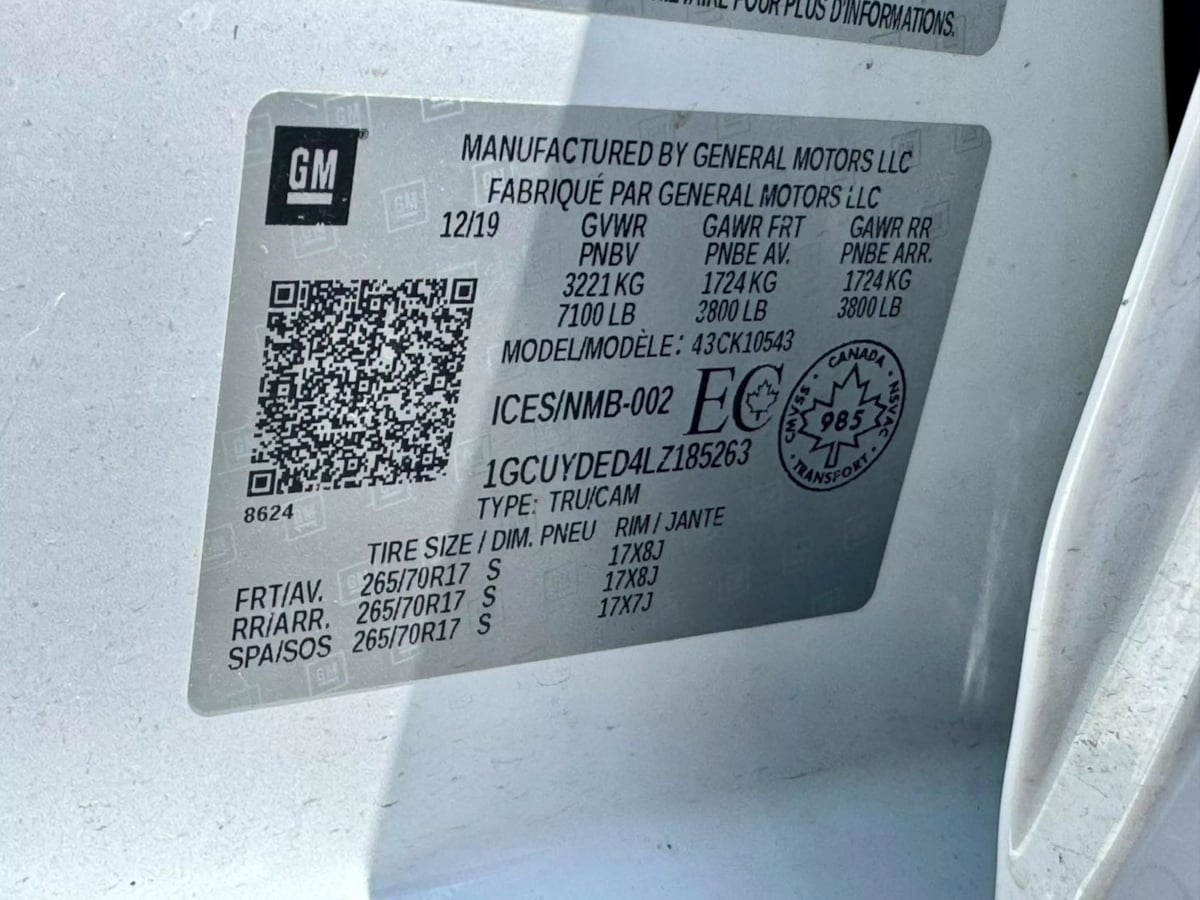 POUR PLUS D'INFORMATIONS.
GM
MANUFACTURED BY GENERAL MOTORS LLC
FABRIQUÉ PAR GENERAL MOTORS LLC
12/19 GVWR GAWR FRT GAWR RR
PNBV PNBE AV. PNBE ARR.
3221 KG 1724 KG 1724 KG
7100 LB 3800 LB 3800 LB
MODEL/MODÈLE: 43CK10543
ICES/NMB-002 EC
CANADA
CMVSS 985 NSVAC
TRANSPORT
1GCUYDED4LZ185263
8624
TYPE: TRU/CAM
TIRE SIZE / DIM. PNEU RIM / JANTE
FRT/AV. 265/70R17 S 17X8J
RR/ARR. 265/70R17 S 17X8J
SPA/SOS 265/70R17 S 17X7J